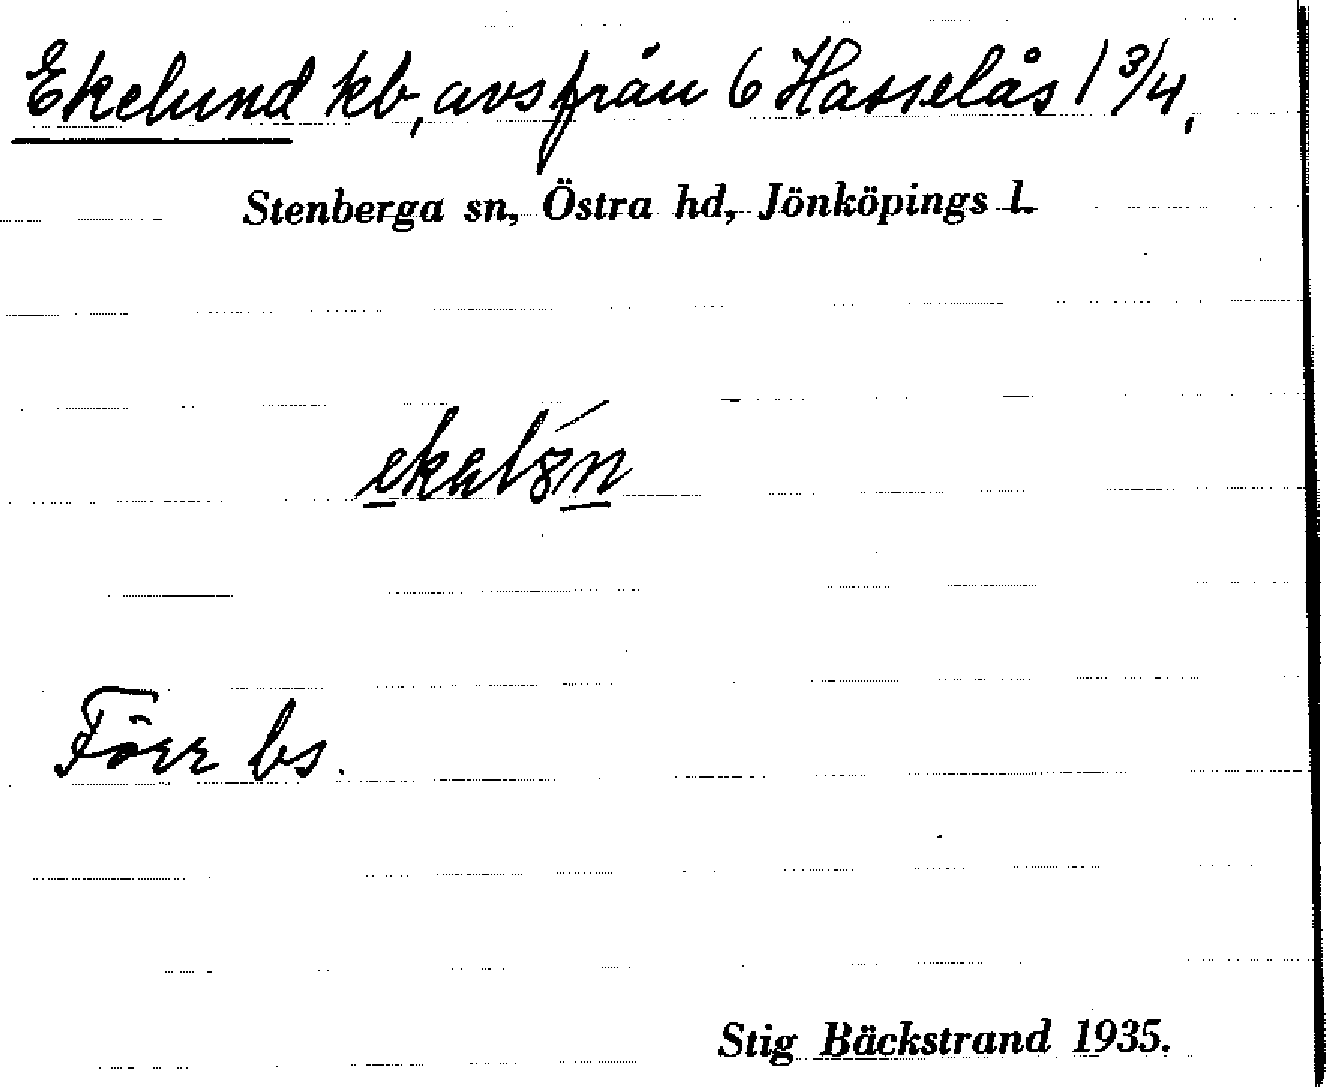 Ekelund kb, avs från 6 Hasselås 1 3/4,
Stenberga sn, Östra hd, Jönköpings l.
Förr bs.
Stig Bäckstrand 1935.